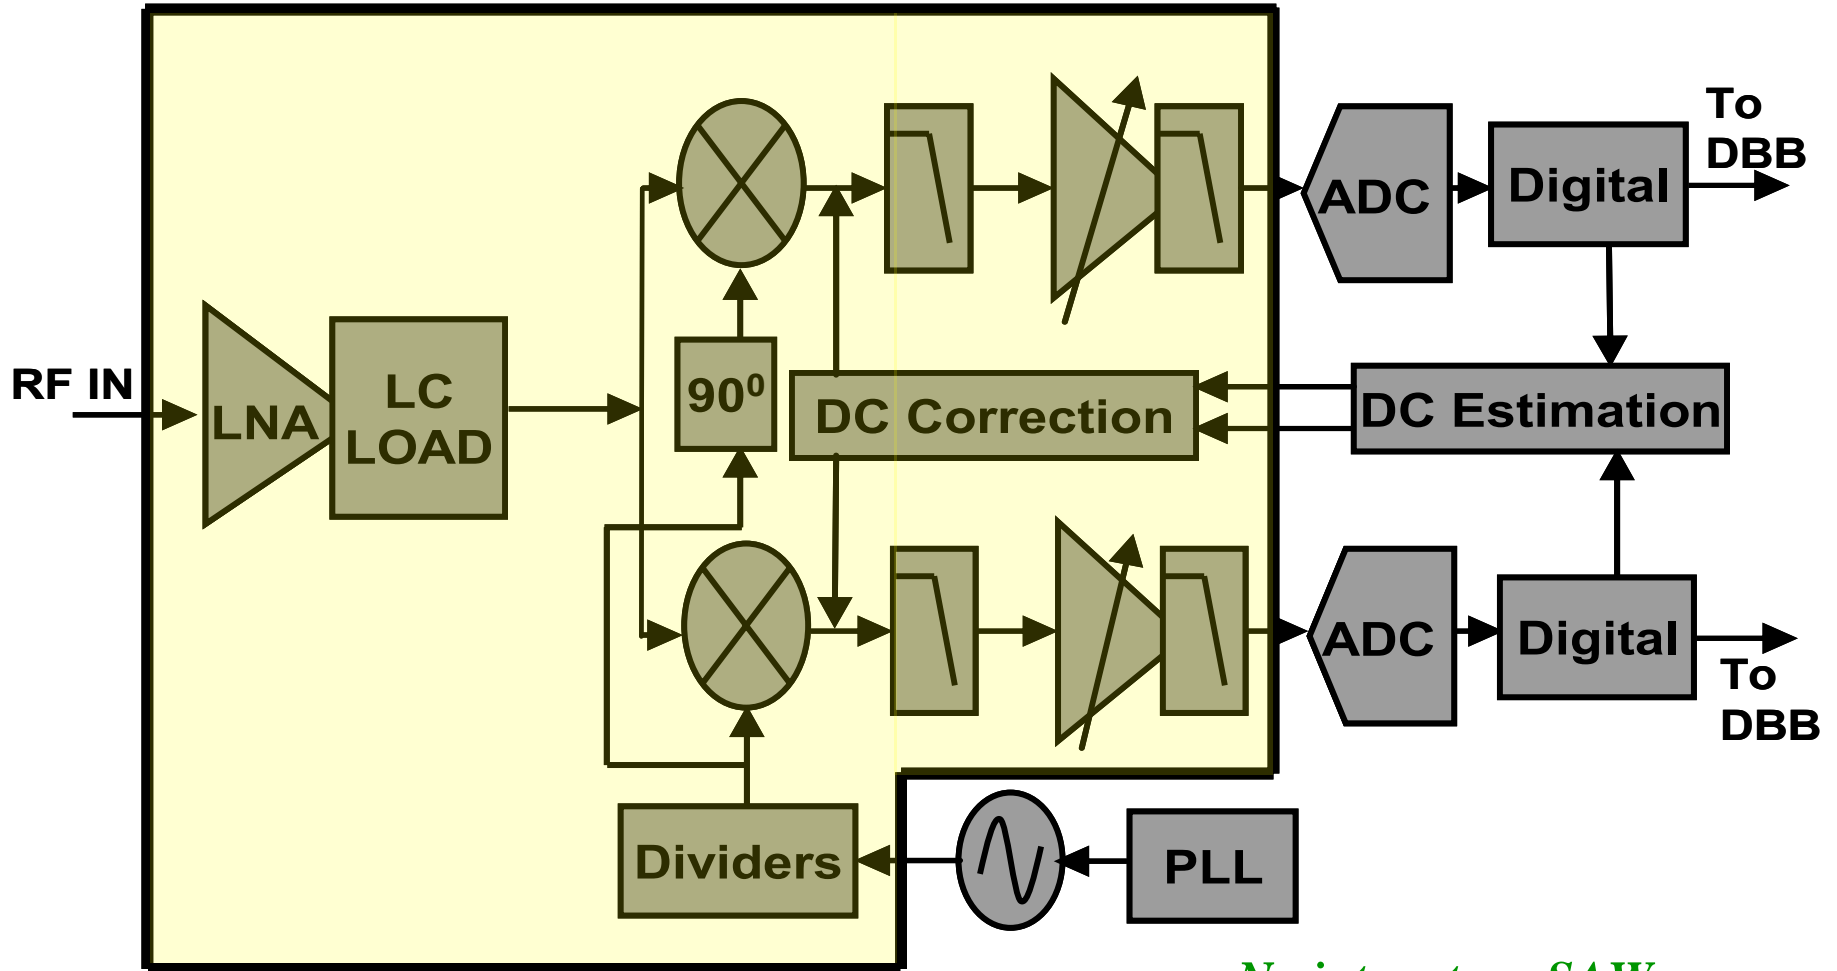 To
DBB
ADC
Digital
RF IN
LNA
LC
LOAD
90⁰
DC Correction
DC Estimation
ADC
Digital
To
DBB
Dividers
PLL
SAW